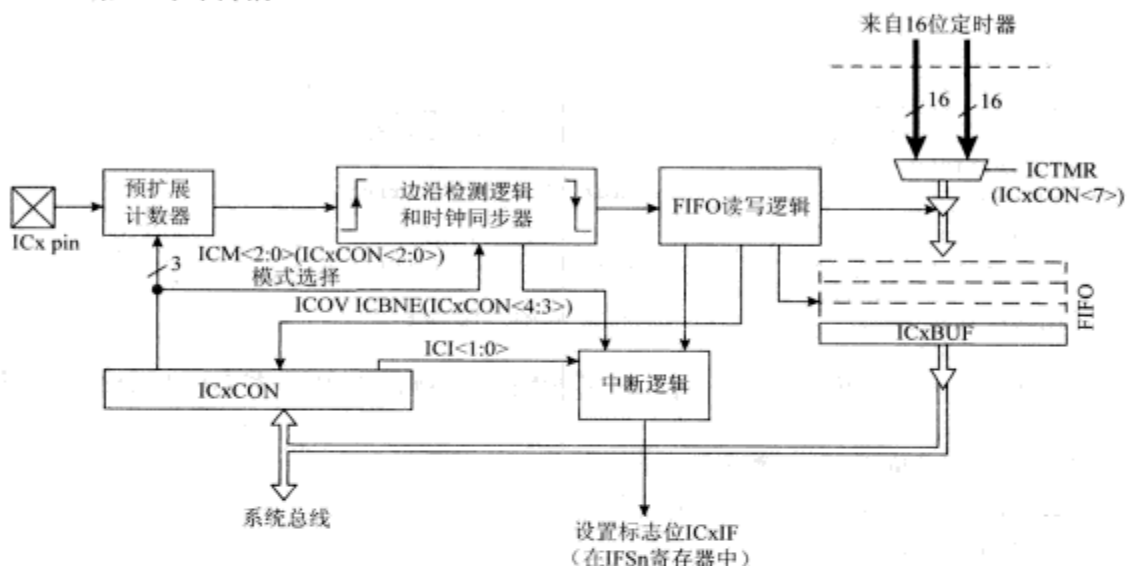 来自16位定时器
16
16
ICTMR
(ICxCON<7>)
预扩展
计数器
边沿检测逻辑
和时钟同步器
FIFO读写逻辑
ICx pin
3
ICM<2:0>(ICxCON<2:0>)
模式选择
ICOV ICBNE(ICxCON<4:3>)
FIFO
ICxBUF
ICI<1:0>
ICxCON
中断逻辑
系统总线
设置标志位ICxIF
(在IFSn寄存器中)